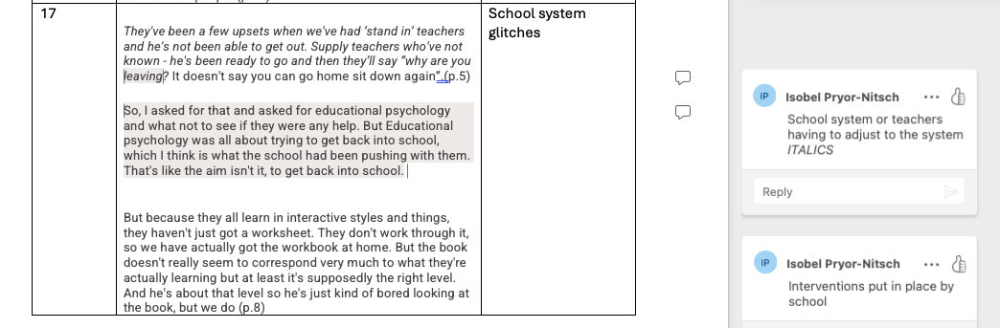 17
They've been a few upsets when we've had 'stand in' teachers
and he's not been able to get out. Supply teachers who've not
known - he's been ready to go and then they'll say "why are you
leaving? It doesn't say you can go home sit down again".(p.5)
So, I asked for that and asked for educational psychology
and what not to see if they were any help. But Educational
psychology was all about trying to get back into school,
which I think is what the school had been pushing with them.
That's like the aim isn't it, to get back into school.
But because they all learn in interactive styles and things,
they haven't just got a worksheet. They don't work through it,
so we have actually got the workbook at home. But the book
doesn't really seem to correspond very much to what they're
actually learning but at least it's supposedly the right level.
And he's about that level so he's just kind of bored looking at
the book, but we do (p.8)
School system
glitches
IP
Isobel Pryor-Nitsch
School system or teachers
having to adjust to the system
ITALICS
Reply
IP
Isobel Pryor-Nitsch
Interventions put in place by
school